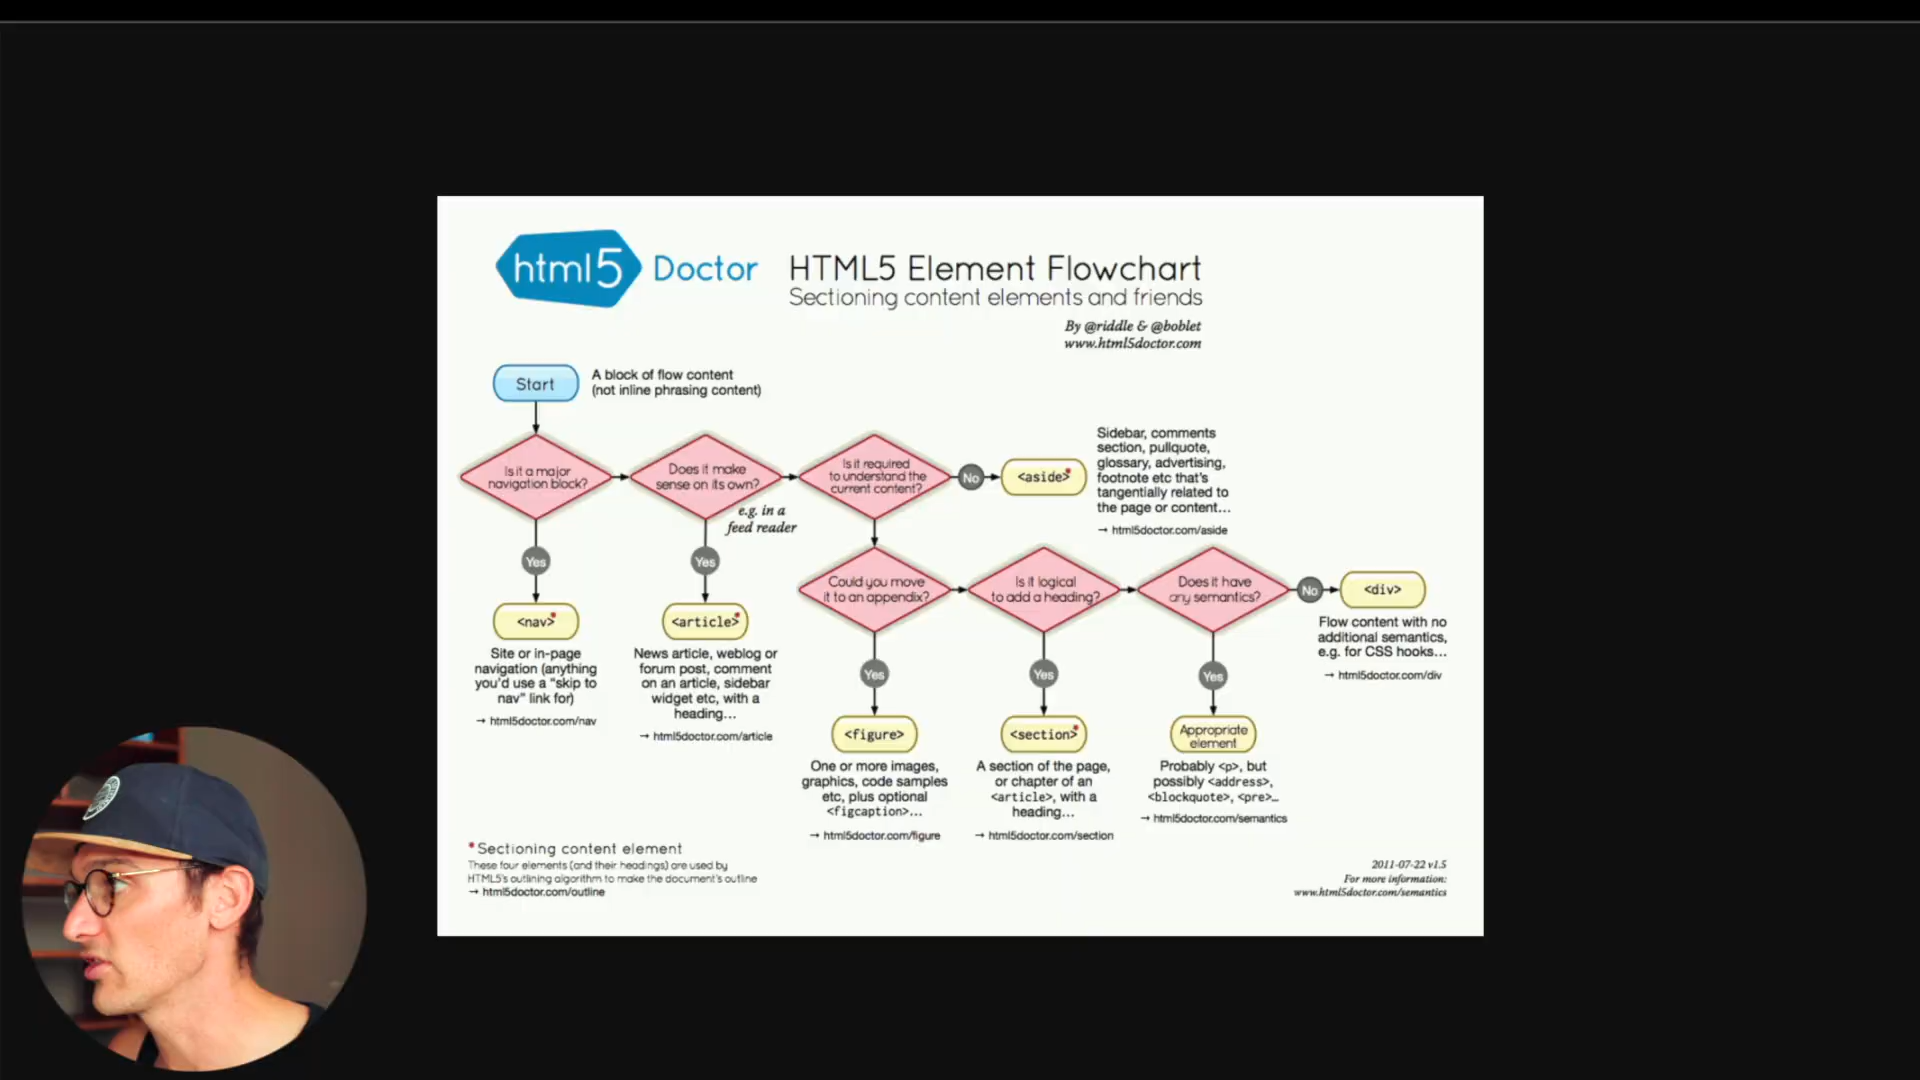 html5 Doctor
HTML5 Element Flowchart
Sectioning content elements and friends
By @riddle & @boblet
www.html5doctor.com
Start
A block of flow content
(not inline phrasing content)
Is it a major
navigation block?
Does it make
sense on its own?
e.g. in a
feed reader
Is it required
to understand the
current content?
No
<aside>*
Sidebar, comments
section, pullquote,
glossary, advertising,
footnote etc that's
tangentially related to
the page or content…
→ html5doctor.com/aside
Yes
<nav>*
Site or in-page
navigation (anything
you'd use a "skip to
nav" link for)
→ html5doctor.com/nav
Yes
<article>*
News article, weblog or
forum post, comment
on an article, sidebar
widget etc, with a
heading…
→ html5doctor.com/article
Could you move
it to an appendix?
Is it logical
to add a heading?
Does it have
any semantics?
No
<div>
Flow content with no
additional semantics,
e.g. for CSS hooks…
→ html5doctor.com/div
Yes
<figure>
One or more images,
graphics, code samples
etc, plus optional
<figcaption>…
→ html5doctor.com/figure
Yes
<section>*
A section of the page,
or chapter of an
<article>, with a
heading…
→ html5doctor.com/section
Yes
Appropriate
element
Probably <p>, but
possibly <address>,
<blockquote>, <pre>…
→ html5doctor.com/semantics
*Sectioning content element
These four elements (and their headings) are used by
HTML5's outlining algorithm to make the document's outline
→ html5doctor.com/outline
2011-07-22 v1.5
For more information:
www.html5doctor.com/semantics